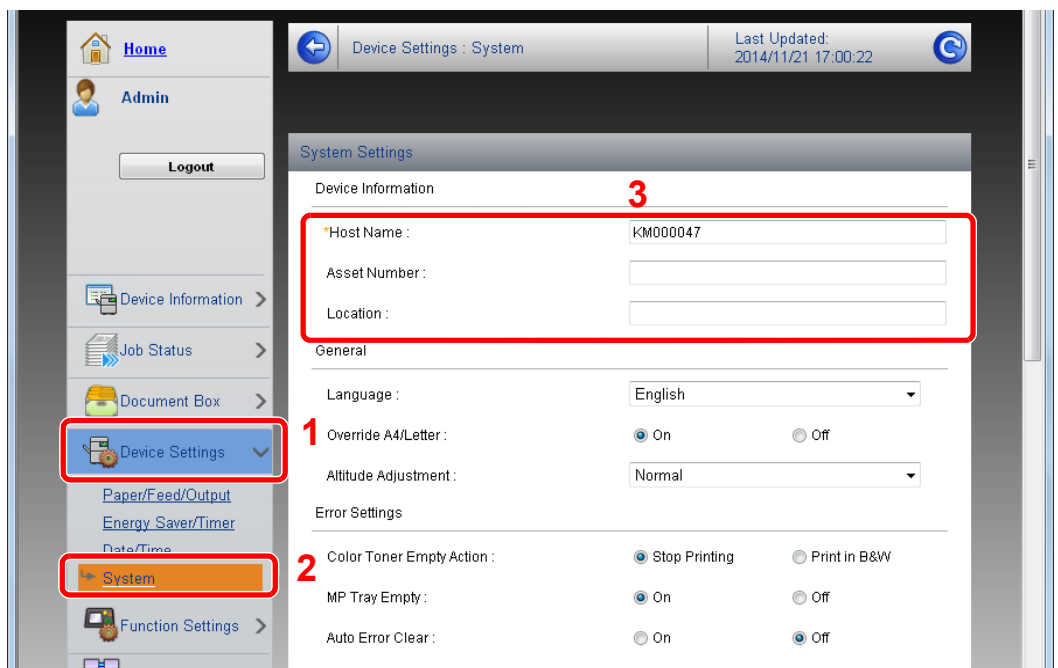 Home
Admin
Logout
Device Information
Job Status
Document Box
1
Device Settings
Paper/Feed/Output
Energy Saver/Timer
Date/Time
2
System
Function Settings
Device Settings : System
Last Updated:
2014/11/21 17:00:22
System Settings
Device Information
3
*Host Name : KM000047
Asset Number :
Location :
General
Language : English
Override A4/Letter : On Off
Altitude Adjustment : Normal
Error Settings
Color Toner Empty Action : Stop Printing Print in B&W
MP Tray Empty : On Off
Auto Error Clear : On Off